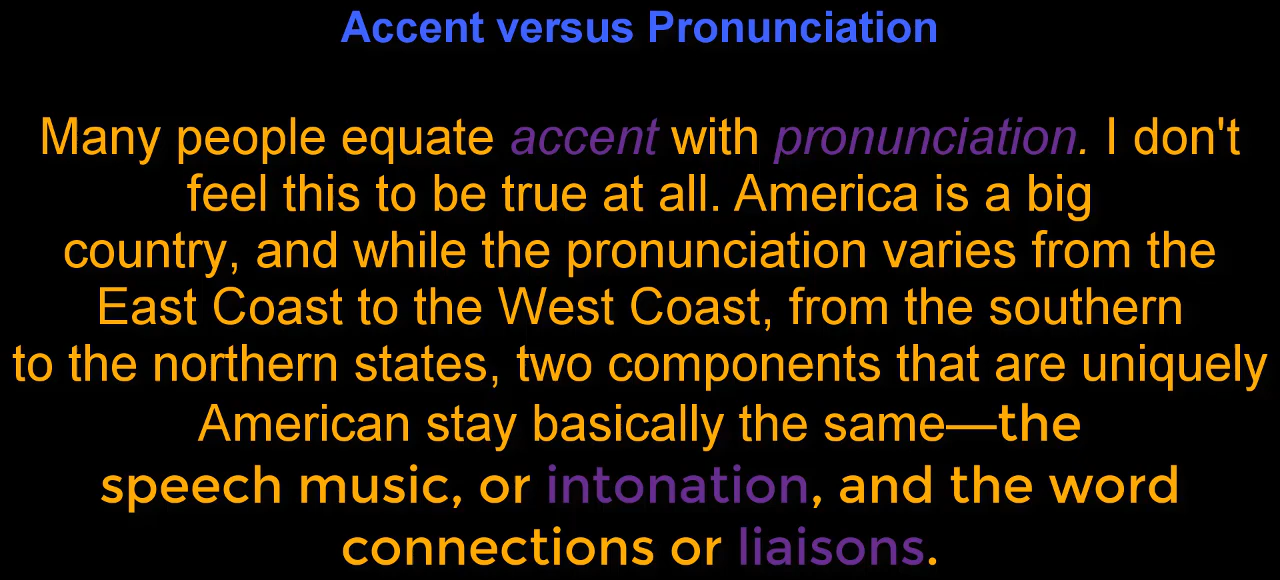 Accent versus Pronunciation
Many people equate accent with pronunciation. I don't
feel this to be true at all. America is a big
country, and while the pronunciation varies from the
East Coast to the West Coast, from the southern
to the northern states, two components that are uniquely
American stay basically the same—the
speech music, or intonation, and the word
connections or liaisons.